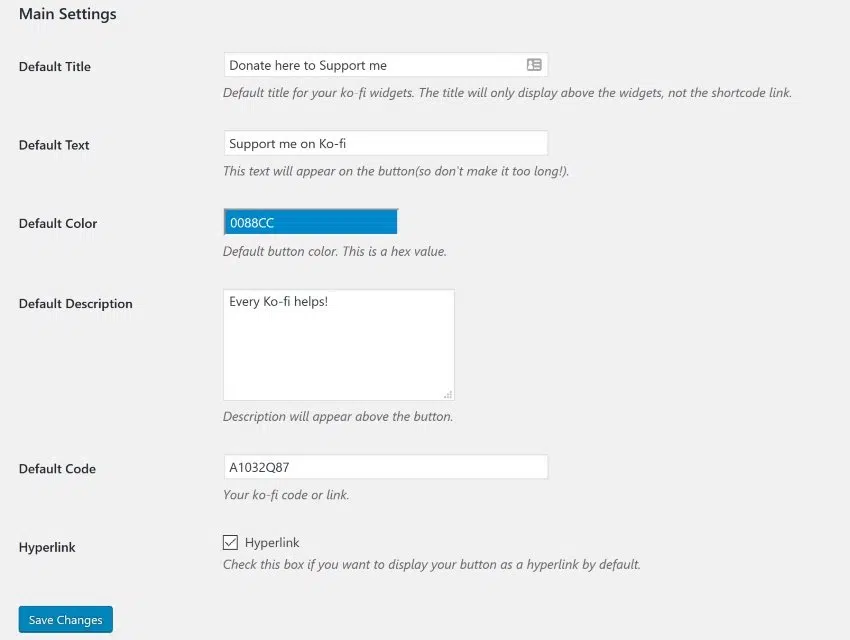 Main Settings
Default Title
Donate here to Support me
Default title for your ko-fi widgets. The title will only display above the widgets, not the shortcode link.
Default Text
Support me on Ko-fi
This text will appear on the button(so don't make it too long!).
Default Color
0088CC
Default button color. This is a hex value.
Default Description
Every Ko-fi helps!
Description will appear above the button.
Default Code
A1032Q87
Your ko-fi code or link.
Hyperlink
Hyperlink
Check this box if you want to display your button as a hyperlink by default.
Save Changes